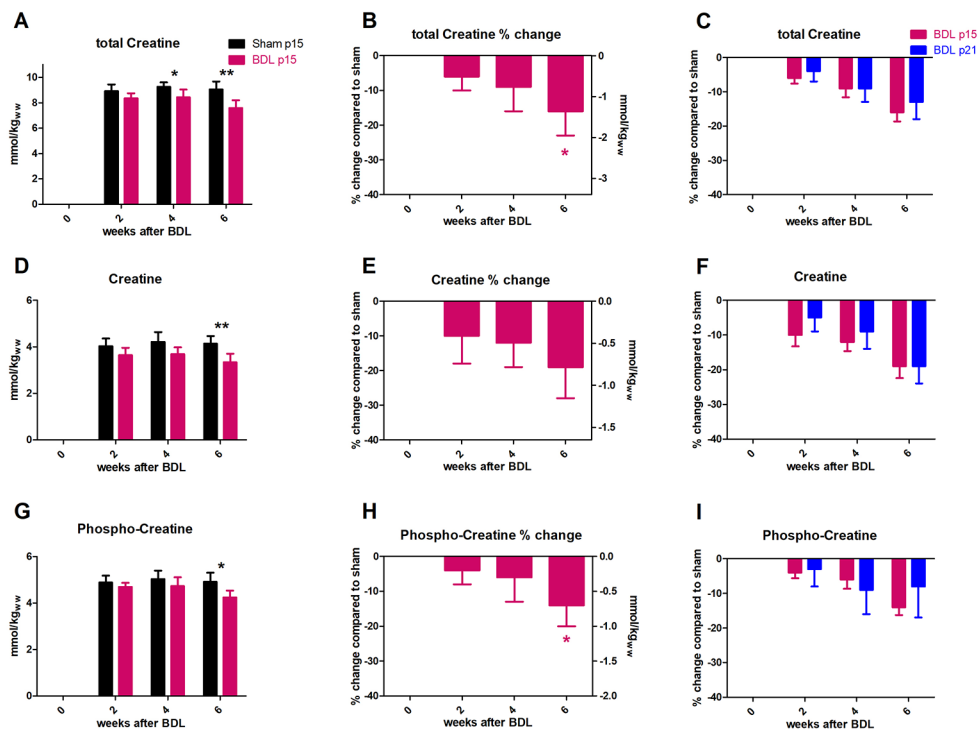 A
total Creatine
Sham p15
BDL p15
mmol/kgww
10
8
6
4
2
0
* **
0 2 4 6
weeks after BDL
B
total Creatine % change
% change compared to sham
0
-10
-20
-30
-40
*
0
-1
-2
-3
mmol/kgww
0 2 4 6
weeks after BDL
C
total Creatine
BDL p15
BDL p21
% change compared to sham
0
-10
-20
-30
-40
0 2 4 6
weeks after BDL
D
Creatine
mmol/kgww
6
4
2
0
**
0 2 4 6
weeks after BDL
E
Creatine % change
% change compared to sham
0
-10
-20
-30
-40
0.0
-0.5
-1.0
-1.5
mmol/kgww
0 2 4 6
weeks after BDL
F
Creatine
% change compared to sham
0
-10
-20
-30
-40
0 2 4 6
weeks after BDL
G
Phospho-Creatine
mmol/kgww
6
4
2
0
*
0 2 4 6
weeks after BDL
H
Phospho-Creatine % change
% change compared to sham
0
-10
-20
-30
-40
*
0.0
-0.5
-1.0
-1.5
2.0
mmol/kgww
0 2 4 6
weeks after BDL
I
Phospho-Creatine
% change compared to sham
0
-10
-20
-30
-40
0 2 4 6
weeks after BDL